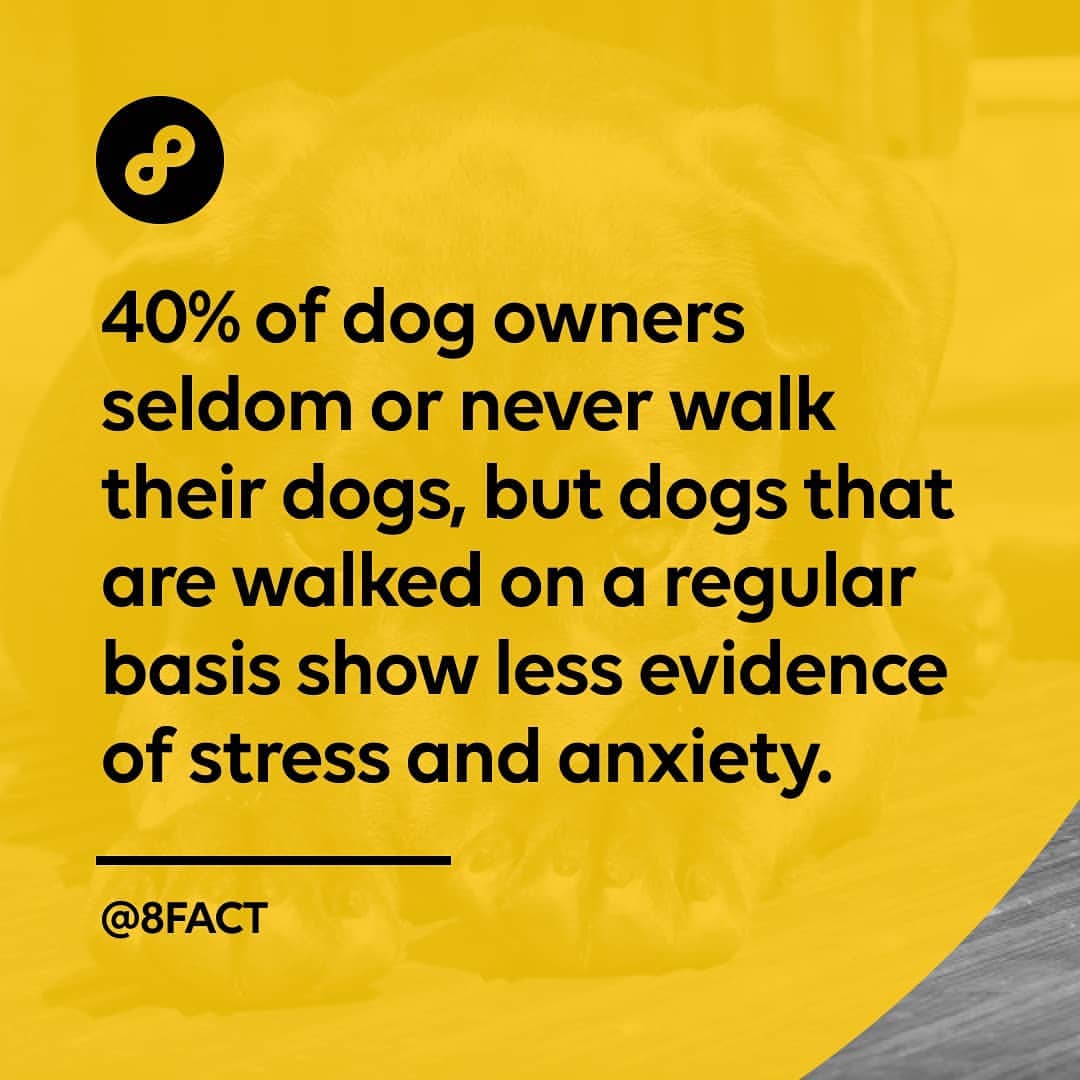 40% of dog owners
seldom or never walk
their dogs, but dogs that
are walked on a regular
basis show less evidence
of stress and anxiety.
@8FACT